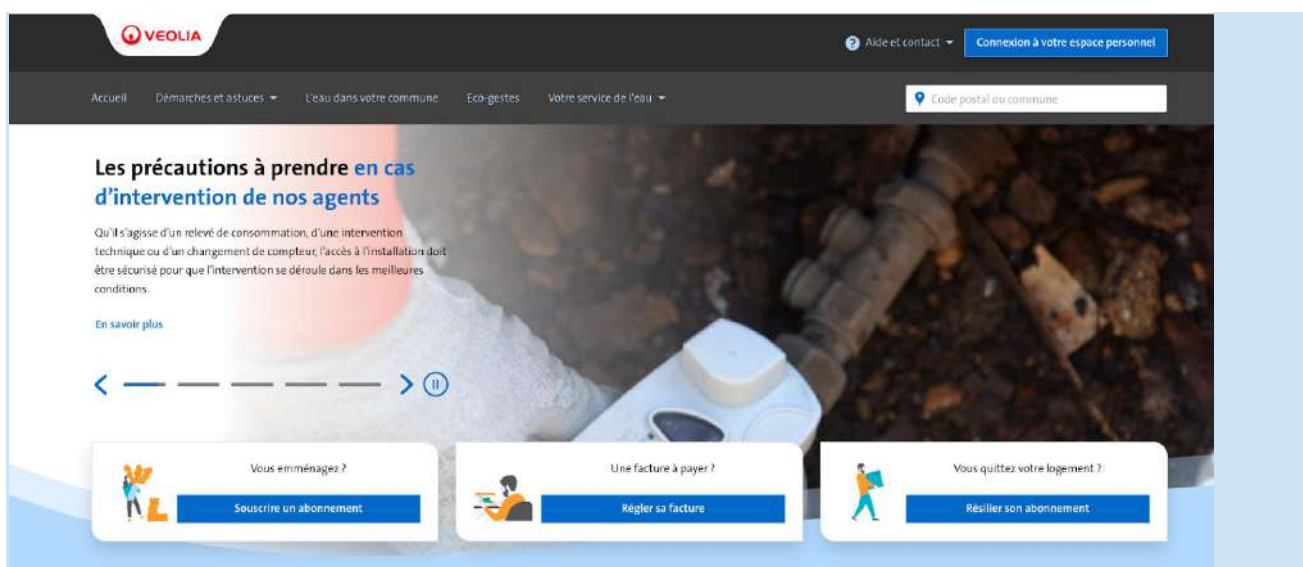 VEOLIA
Aide et contact
Connexion à votre espace personnel
Accueil
Démarches et astuces
L'eau dans votre commune
Eco-gestes
Votre service de l'eau
Code postal ou commune
Les précautions à prendre en cas
d'intervention de nos agents
Qu'il s'agisse d'un relevé de consommation, d'une intervention
technique ou d'un changement de compteur, l'accès à l'installation doit
être sécurisé pour que l'intervention se déroule dans les meilleures
conditions.
En savoir plus
Vous emménagez ?
Souscrire un abonnement
Une facture à payer ?
Régler sa facture
Vous quittez votre logement ?
Résilier son abonnement